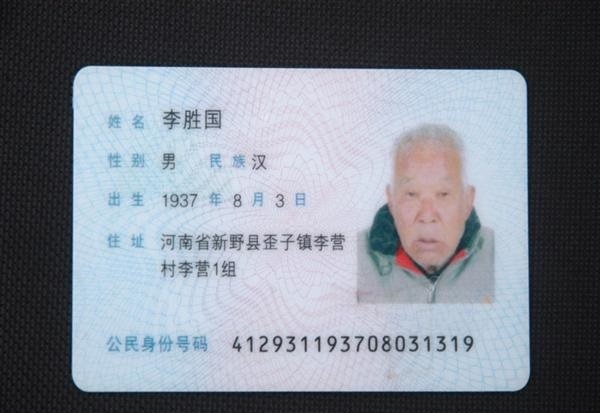 姓名 李胜国
性别 男 民族 汉
出生 1937 年 8 月 3 日
住址 河南省新野县歪子镇李营
村李营1组
公民身份号码 412931193708031319